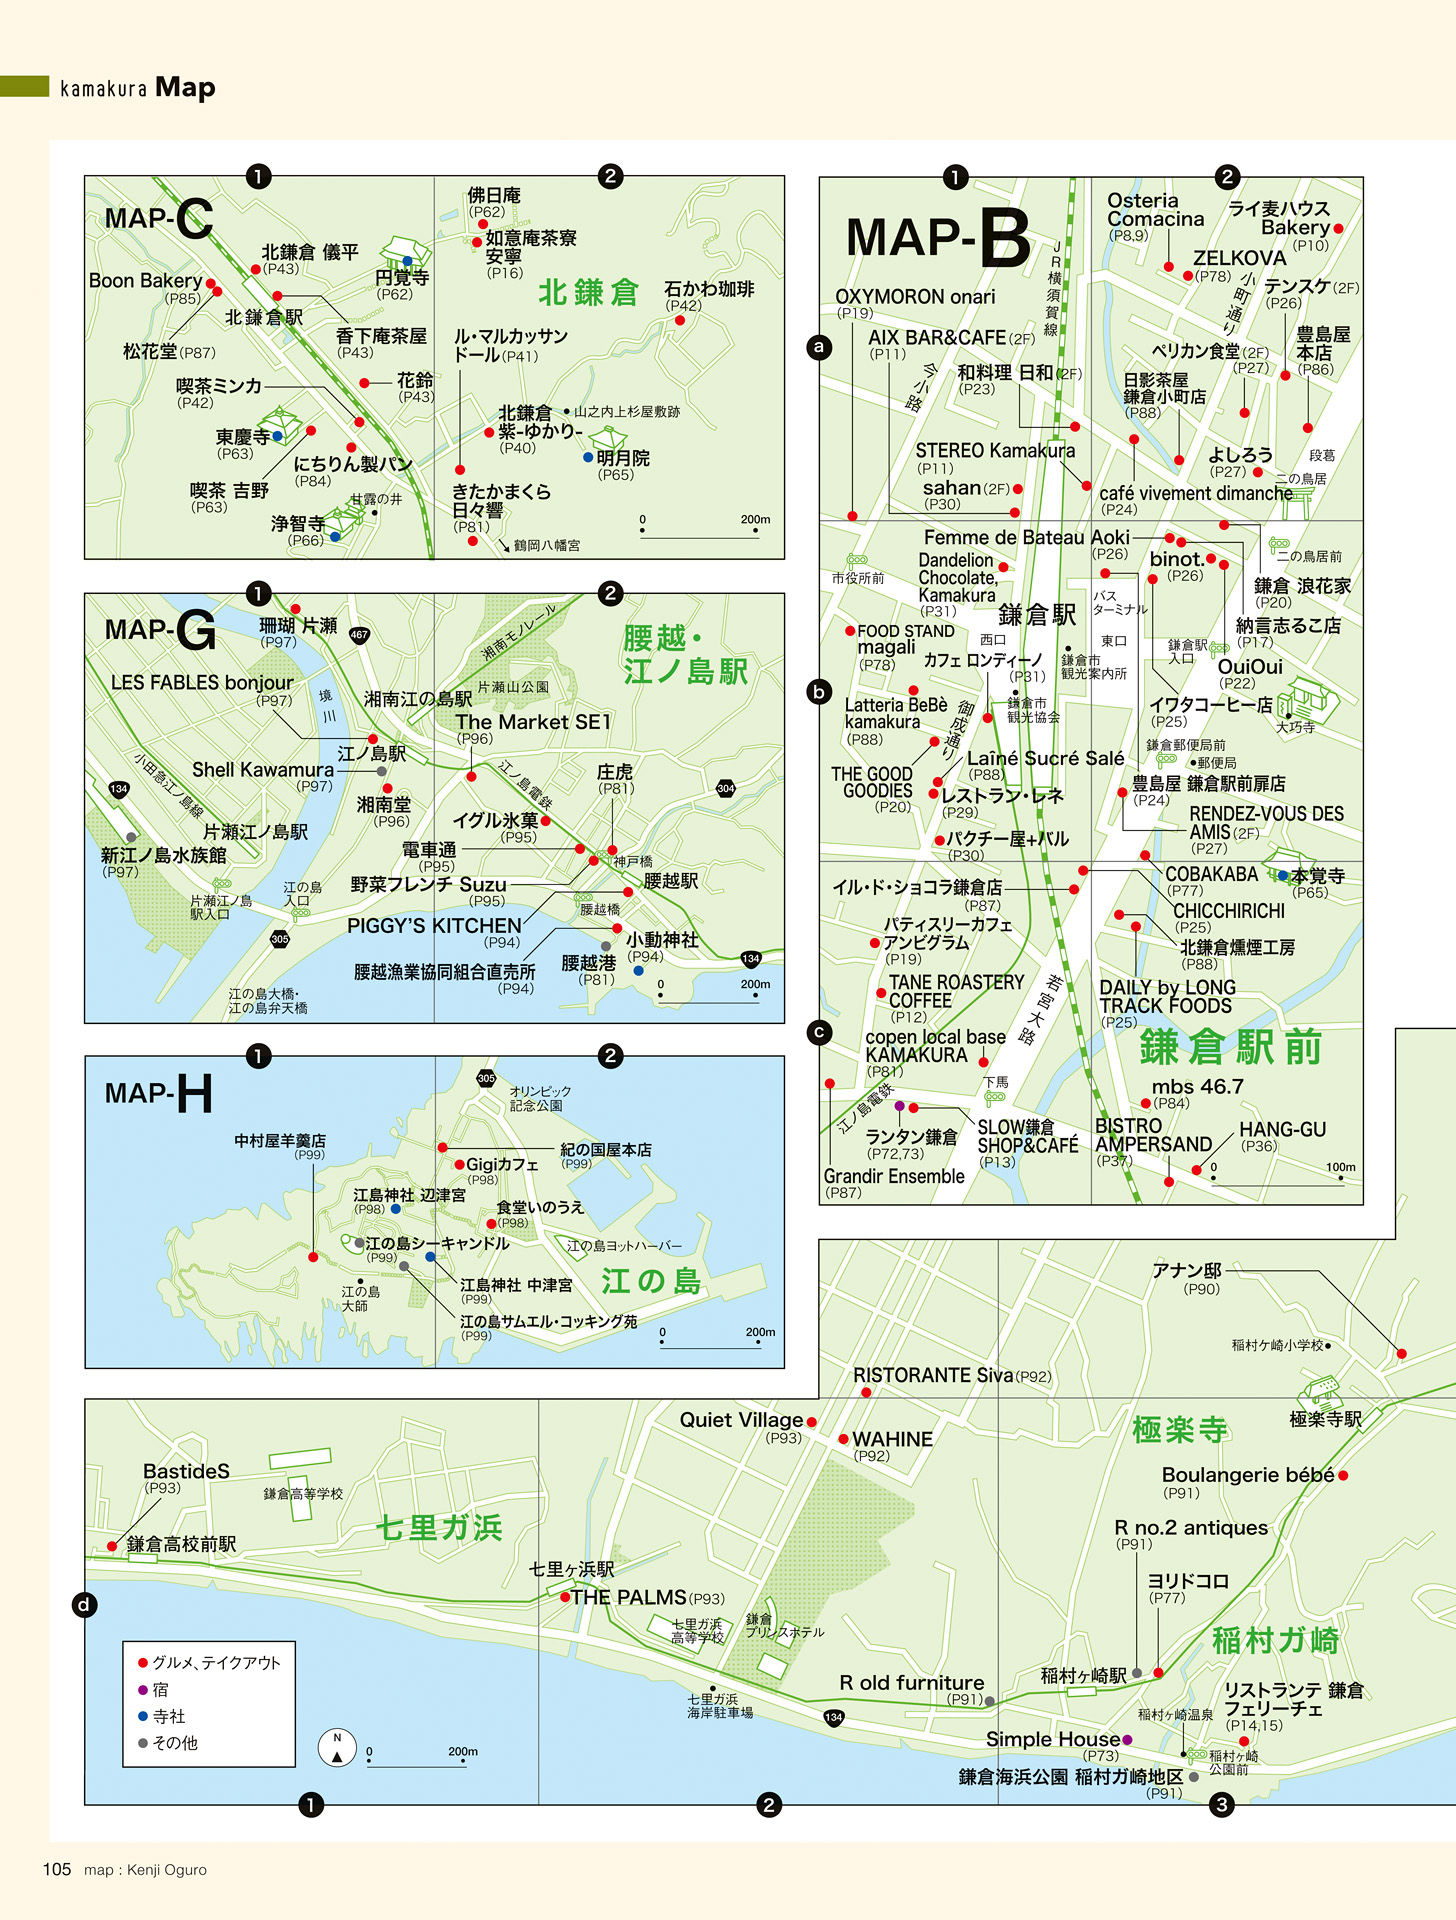 kamakura Map
1
2
MAP-C
佛日庵
(P62)
如意庵茶寮
安寧
(P16)
北鎌倉 儀平
(P43)
円覚寺
(P62)
北鎌倉
石かわ珈琲
(P42)
Boon Bakery
(P85)
北鎌倉駅
松花堂(P87)
香下庵茶屋
(P43)
ル・マルカッサン
ドール(P41)
喫茶ミンカ
(P42)
花鈴
(P43)
北鎌倉
紫-ゆかり-
(P40)
山之内上杉屋敷跡
東慶寺
(P63)
明月院
(P65)
にちりん製パン
(P84)
喫茶 吉野
(P63)
甘露の井
きたかまくら
日々響
(P81)
浄智寺
(P66)
鶴岡八幡宮
0
200m
1
2
MAP-G
珊瑚 片瀬
(P97)
467
湘南モノレール
腰越・
江ノ島駅
LES FABLES bonjour
(P97)
境川
湘南江の島駅
片瀬山公園
The Market SE1
(P96)
江ノ島駅
Shell Kawamura
(P97)
小田急江ノ島線
134
江ノ島電鉄
庄虎
(P81)
304
湘南堂
(P96)
片瀬江ノ島駅
イグル氷菓
(P95)
新江ノ島水族館
(P97)
電車通
(P95)
神戸橋
野菜フレンチ Suzu
(P95)
腰越駅
片瀬江ノ島
駅入口
江の島
入口
腰越橋
PIGGY'S KITCHEN
(P94)
305
小動神社
(P94)
腰越漁業協同組合直売所
(P94)
腰越港
(P81)
134
江の島大橋・
江の島弁天橋
0
200m
1
2
MAP-H
305
オリンピック
記念公園
中村屋羊羹店
(P99)
紀の国屋本店
(P99)
Gigiカフェ
(P98)
江島神社 辺津宮
(P98)
食堂いのうえ
(P98)
江の島シーキャンドル
(P99)
江の島ヨットハーバー
江の島
大師
江島神社 中津宮
(P99)
江の島
江の島サムエル・コッキング苑
(P99)
0
200m
1
2
a
b
c
MAP-B
JR横須賀線
Osteria
Comacina
(P8,9)
ライ麦ハウス
Bakery
(P10)
ZELKOVA
(P78)
小町通り
テンスケ(2F)
(P26)
OXYMORON onari
(P19)
AIX BAR&CAFE(2F)
(P11)
今小路
和料理 日和(2F)
(P23)
ペリカン食堂(2F)
(P27)
豊島屋
本店
(P86)
日影茶屋
鎌倉小町店
(P88)
STEREO Kamakura
(P11)
よしろう
(P27)
段葛
sahan(2F)
(P30)
café vivement dimanche
(P24)
二の鳥居
Femme de Bateau Aoki
(P26)
binot.
(P26)
二の鳥居前
市役所前
Dandelion
Chocolate,
Kamakura
(P31)
鎌倉 浪花家
(P20)
鎌倉駅
バス
ターミナル
納言志るこ店
(P17)
FOOD STAND
magali
(P78)
西口
東口
鎌倉駅
入口
カフェ ロンディーノ
(P31)
鎌倉市
観光案内所
OuiOui
(P22)
Latteria BeBè
kamakura
(P88)
御成通り
鎌倉市
観光協会
イワタコーヒー店
(P25)
大巧寺
鎌倉郵便局前
郵便局
Laîné Sucré Salé
(P88)
THE GOOD
GOODIES
(P20)
レストラン・レネ
(P29)
豊島屋 鎌倉駅前扉店
(P24)
RENDEZ-VOUS DES
AMIS(2F)
(P27)
パクチー屋+バル
(P30)
COBAKABA
(P77)
本覚寺
(P65)
イル・ド・ショコラ鎌倉店
(P87)
CHICCHIRICHI
(P25)
パティスリーカフェ
アンビグラム
(P19)
北鎌倉燻煙工房
(P88)
TANE ROASTERY
COFFEE
(P12)
若宮大路
DAILY by LONG
TRACK FOODS
(P25)
鎌倉駅前
copen local base
KAMAKURA
(P81)
下馬
mbs 46.7
(P84)
江ノ島電鉄
ランタン鎌倉
(P72,73)
SLOW鎌倉
SHOP&CAFÉ
(P13)
BISTRO
AMPERSAND
(P37)
HANG-GU
(P36)
Grandir Ensemble
(P87)
0
100m
アナン邸
(P90)
稲村ケ崎小学校
RISTORANTE Siva(P92)
Quiet Village
(P93)
WAHINE
(P92)
極楽寺
極楽寺駅
BastideS
(P93)
鎌倉高等学校
Boulangerie bébé
(P91)
鎌倉高校前駅
七里ガ浜
R no.2 antiques
(P91)
七里ヶ浜駅
ヨリドコロ
(P77)
THE PALMS(P93)
d
七里ガ浜
高等学校
鎌倉
プリンスホテル
稲村ガ崎
グルメ、テイクアウト
宿
寺社
その他
R old furniture
(P91)
稲村ヶ崎駅
リストランテ 鎌倉
フェリーチェ
(P14,15)
七里ガ浜
海岸駐車場
134
稲村ヶ崎温泉
Simple House
(P73)
稲村ヶ崎
公園前
N
0
200m
鎌倉海浜公園 稲村ガ崎地区
(P91)
1
2
3
105 map : Kenji Oguro